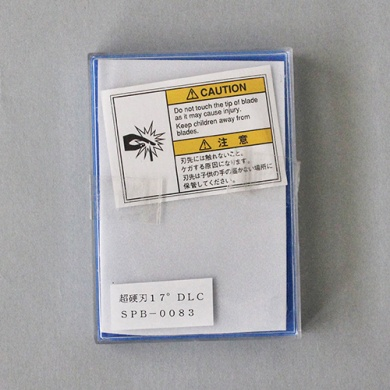 CAUTION
Do not touch the tip of blade
as it may cause injury.
Keep children away from
blades.
注 意
刃先には触れないこと。
ケガする原因になります。
刃先は子供の手の届かない場所に
保管してください。
超硬刃17° DLC
SPB-0083